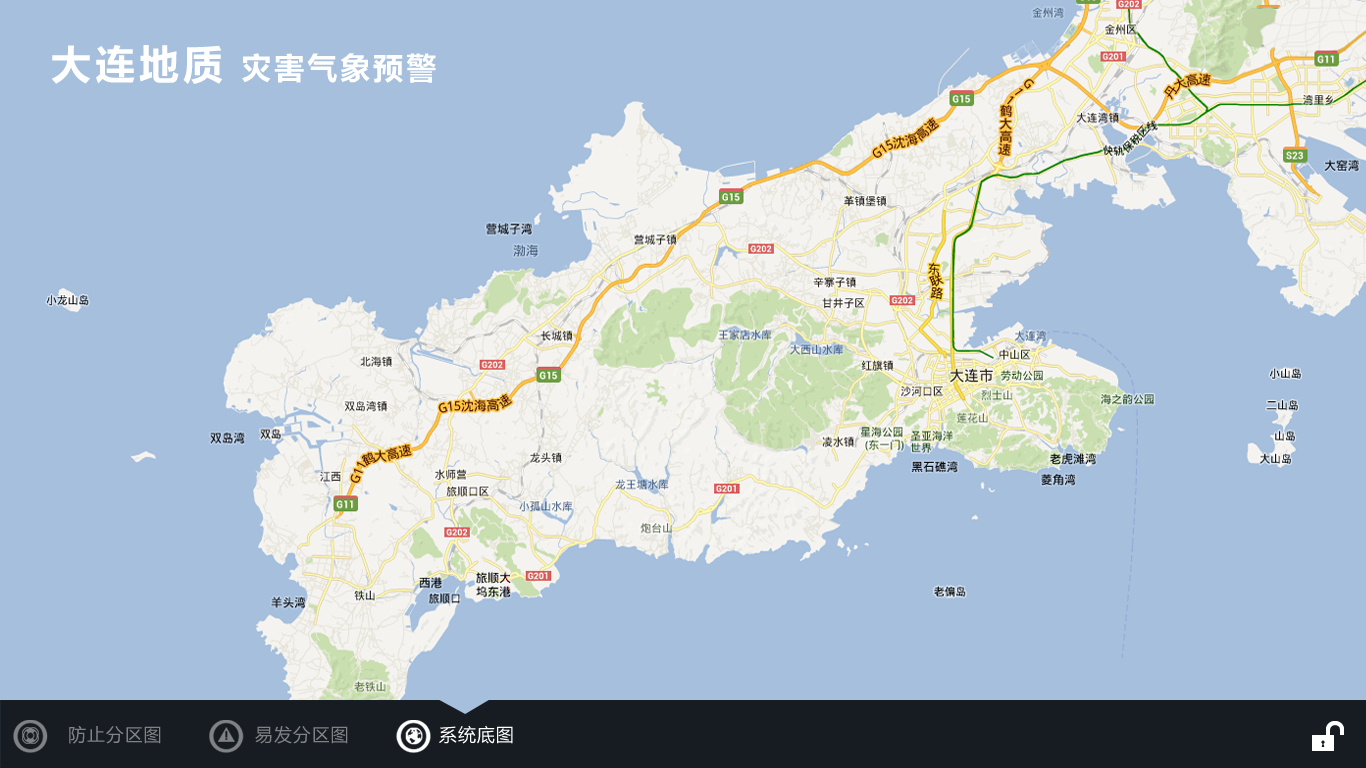 大连地质 灾害气象预警
金州湾
G202
金州区
G201
G11
丹大高速
湾里乡
G15
G11鹤大高速
大连湾镇
快轨保税区线
G15沈海高速
S23
大窑湾
G15
革镇堡镇
营城子湾
营城子镇
渤海
G202
东跃路
辛寨子镇
小龙山岛
甘井子区
G202
长城镇
王家店水库
大连湾
大西山水库
中山区
北海镇
G202
红旗镇
G15
大连市
劳动公园
小山岛
沙河口区
烈士山
海之韵公园
双岛湾镇
G15沈海高速
二山岛
莲花山
双岛湾
双岛
星海公园
(东一门)
圣亚海洋
世界
山岛
凌水镇
G11鹤大高速
龙头镇
黑石礁湾
老虎滩湾
大山岛
江西
水师营
菱角湾
旅顺口区
龙王塘水库
G201
G11
小孤山水库
炮台山
G202
西港
旅顺大
坞东港
G201
老偏岛
铁山
旅顺口
羊头湾
老铁山
防止分区图
易发分区图
系统底图